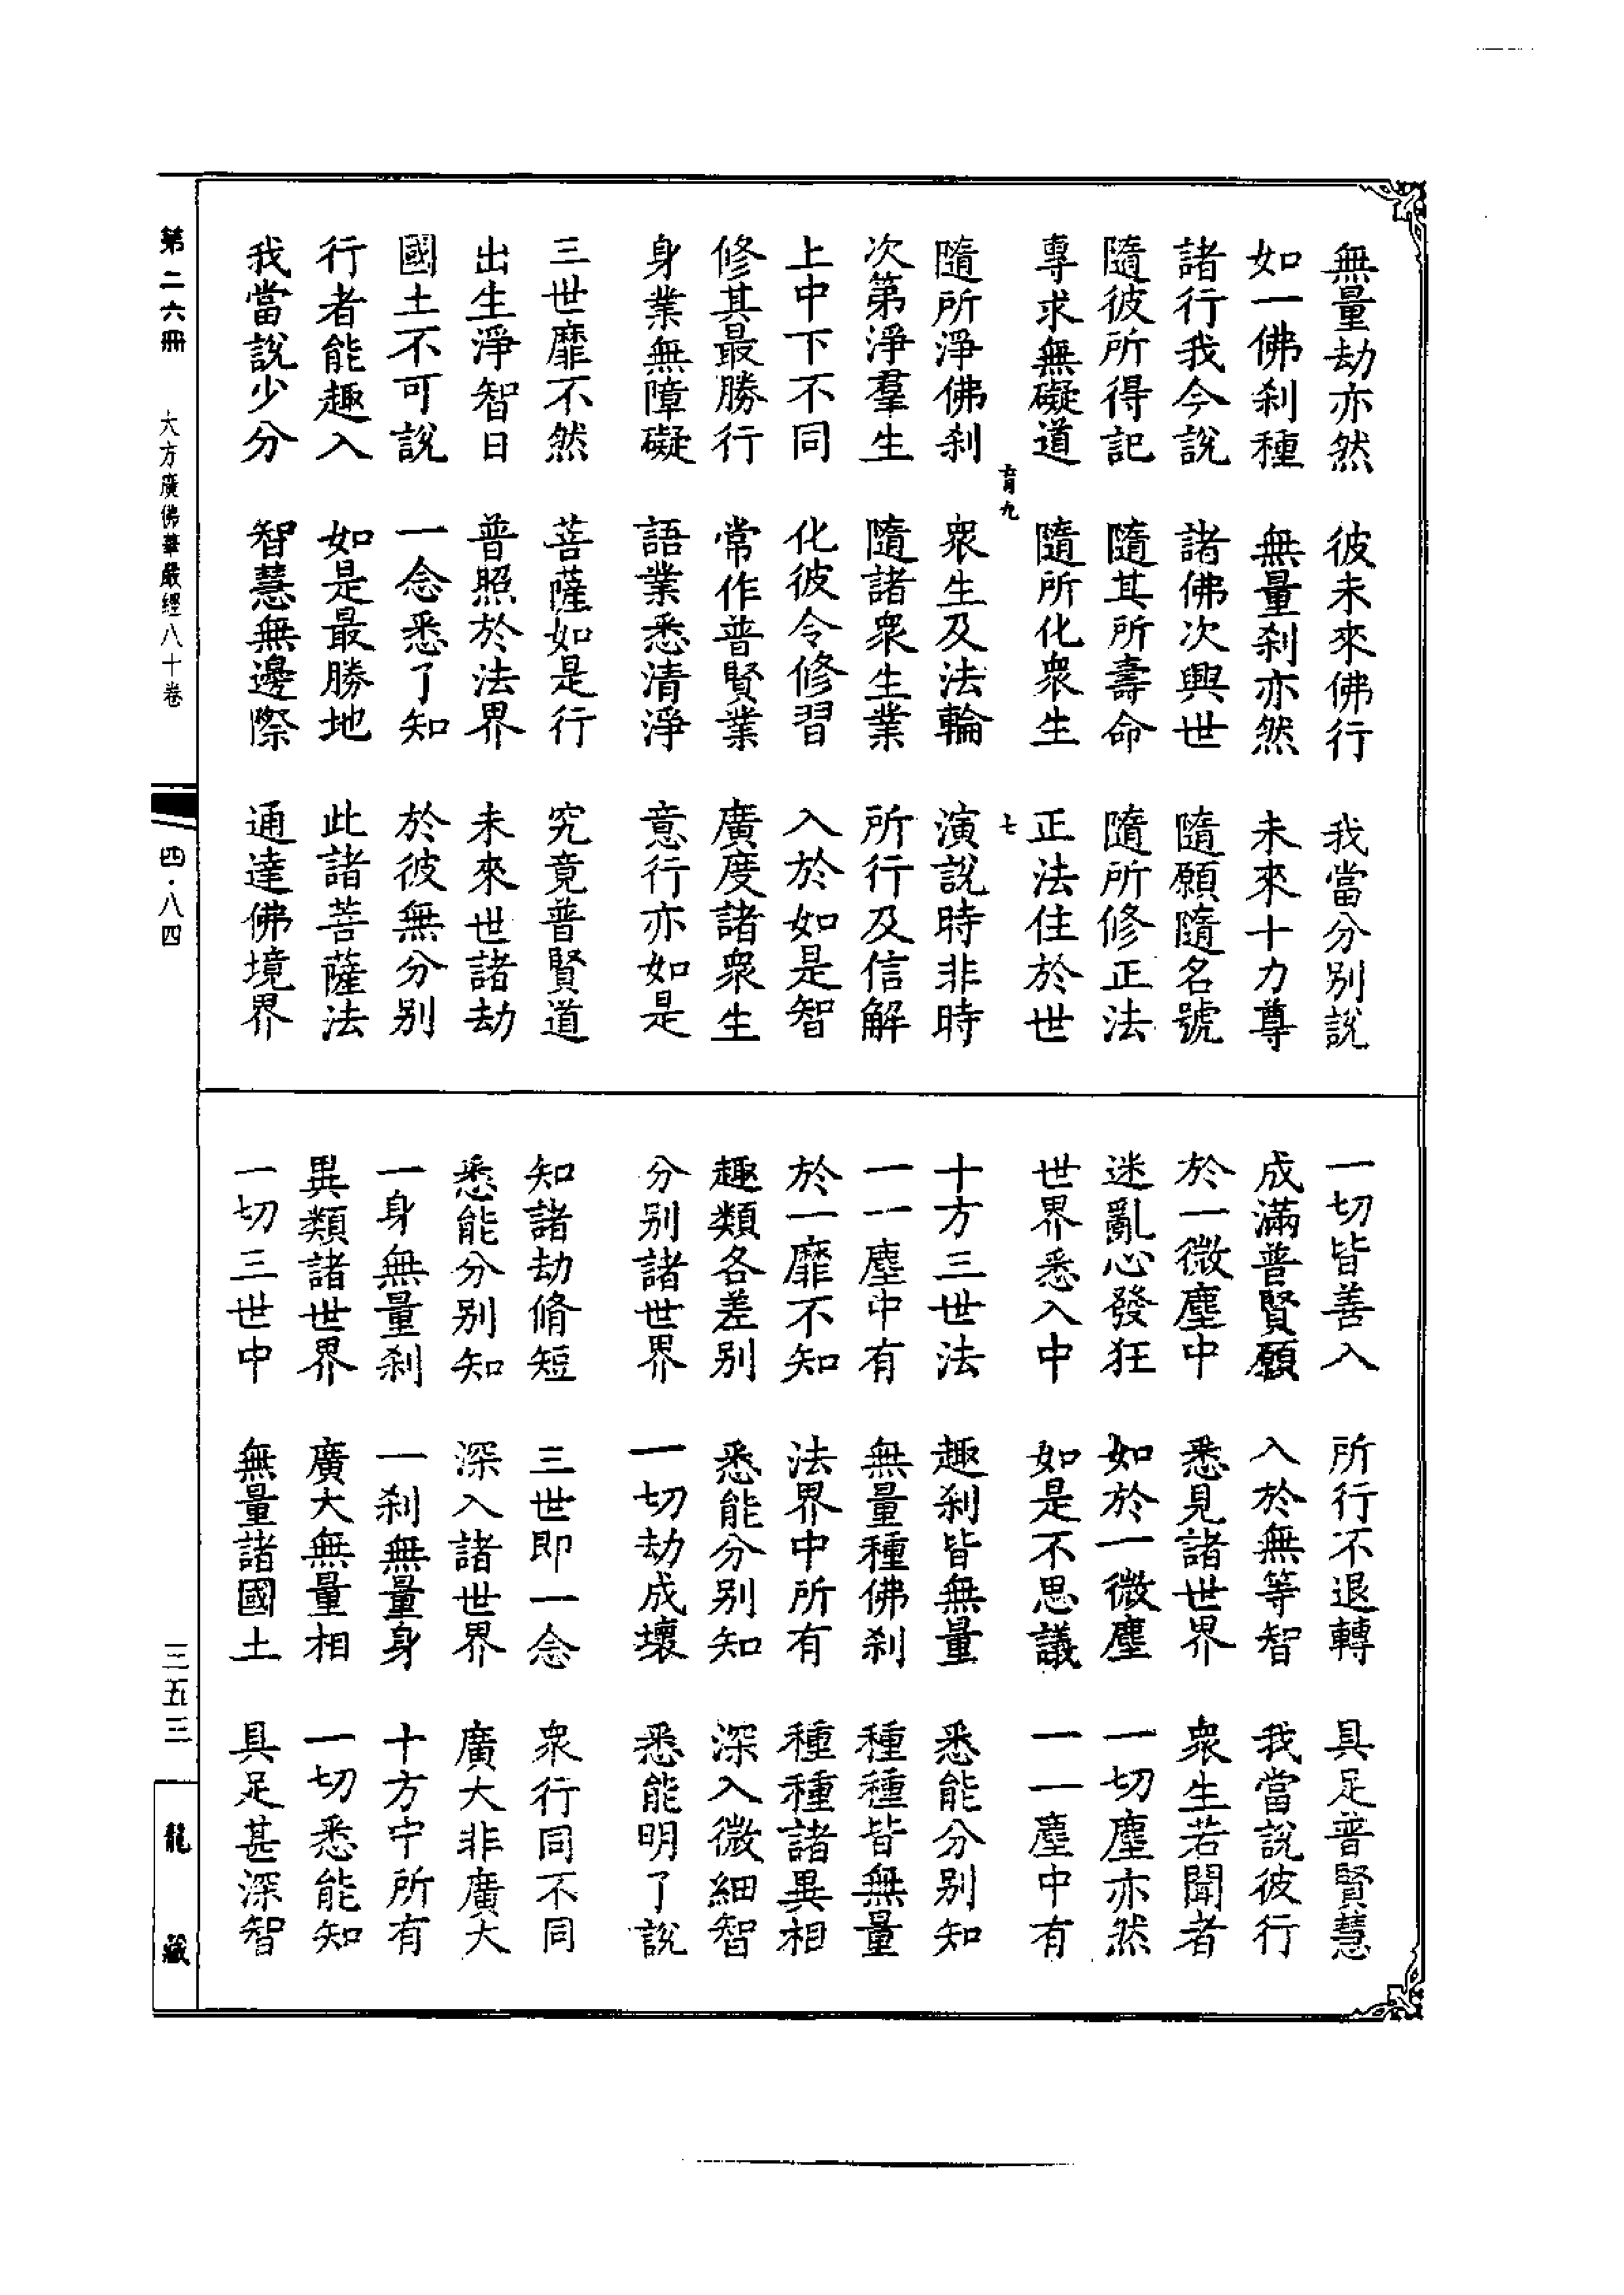 無量劫亦然　彼未來佛行　我當分別說
如一佛刹種　無量刹亦然　未來十力尊
諸行我今說　諸佛次興世　隨願隨名號
隨彼所得記　隨其所壽命　隨所修正法
專求無礙道　隨所化衆生　正法住於世
九　七
隨所淨佛刹　衆生及法輪　演說時非時
次第淨羣生　隨諸衆生業　所行及信解
上中下不同　化彼令修習　入於如是智
修其最勝行　常作普賢業　廣度諸衆生
身業無障礙　語業悉清淨　意行亦如是
三世靡不然　菩薩如是行　究竟普賢道
出生淨智日　普照於法界　未來世諸劫
國土不可說　一念悉了知　於彼無分別
行者能趣入　如是最勝地　此諸菩薩法
我當說少分　智慧無邊際　通達佛境界
一切皆善入　所行不退轉　具足普賢慧
成滿普賢願　入於無等智　我當說彼行
於一微塵中　悉見諸世界　衆生若聞者
迷亂心發狂　如於一微塵　一切塵亦然
世界悉入中　如是不思議　一一塵中有
十方三世法　趣刹皆無量　悉能分別知
一一塵中有　無量種佛刹　種種皆無量
於一靡不知　法界中所有　種種諸異相
趣類各差別　悉能分別知　深入微細智
分別諸世界　一切劫成壞　悉能明了說
知諸劫脩短　三世即一念　衆行同不同
悉能分別知　深入諸世界　廣大非廣大
一身無量刹　一刹無量身　十方中所有
異類諸世界　廣大無量相　一切悉能知
一切三世中　無量諸國土　具足甚深智
第二六冊　大方廣佛華嚴經八十卷　四·八四　三五三　龍藏